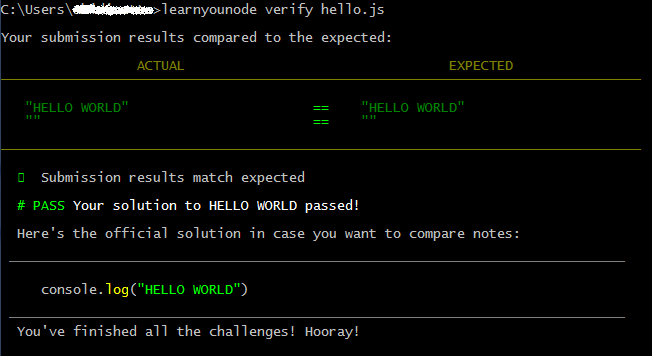 C:\Users\>learnyounode verify hello.js
Your submission results compared to the expected:
ACTUAL EXPECTED
"HELLO WORLD" == "HELLO WORLD"
"" == ""
Submission results match expected
# PASS Your solution to HELLO WORLD passed!
Here's the official solution in case you want to compare notes:
console.log("HELLO WORLD")
You've finished all the challenges! Hooray!